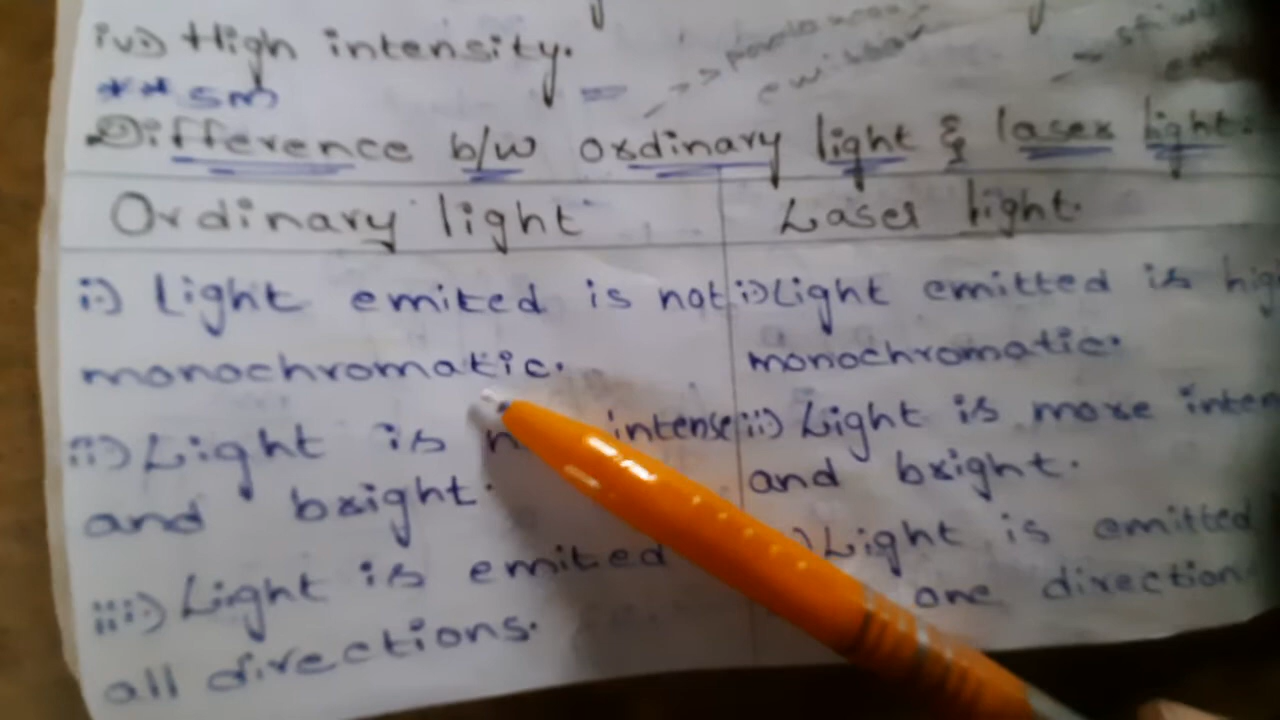 iv) High intensity.
** 5m
Difference b/w ordinary light & laser light.
Ordinary light
Laser light.
i) Light emited is not
monochromatic.
ii) Light is intense
and bright.
iii) Light is emited
all directions.
i) Light emitted is
monochromatic.
ii) Light is more
and bright.
Light is emitted
one direction